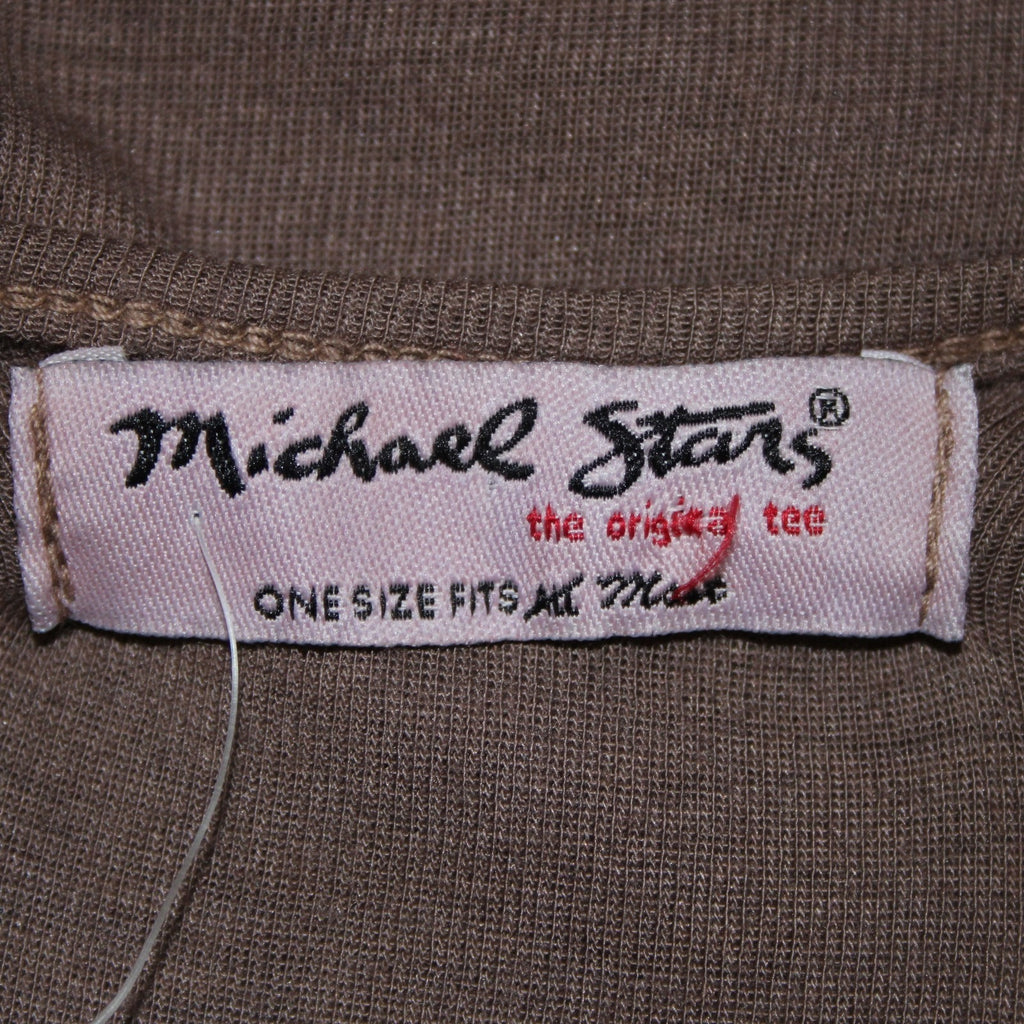 Michael Stars®
the original tee
ONE SIZE FITS All Most